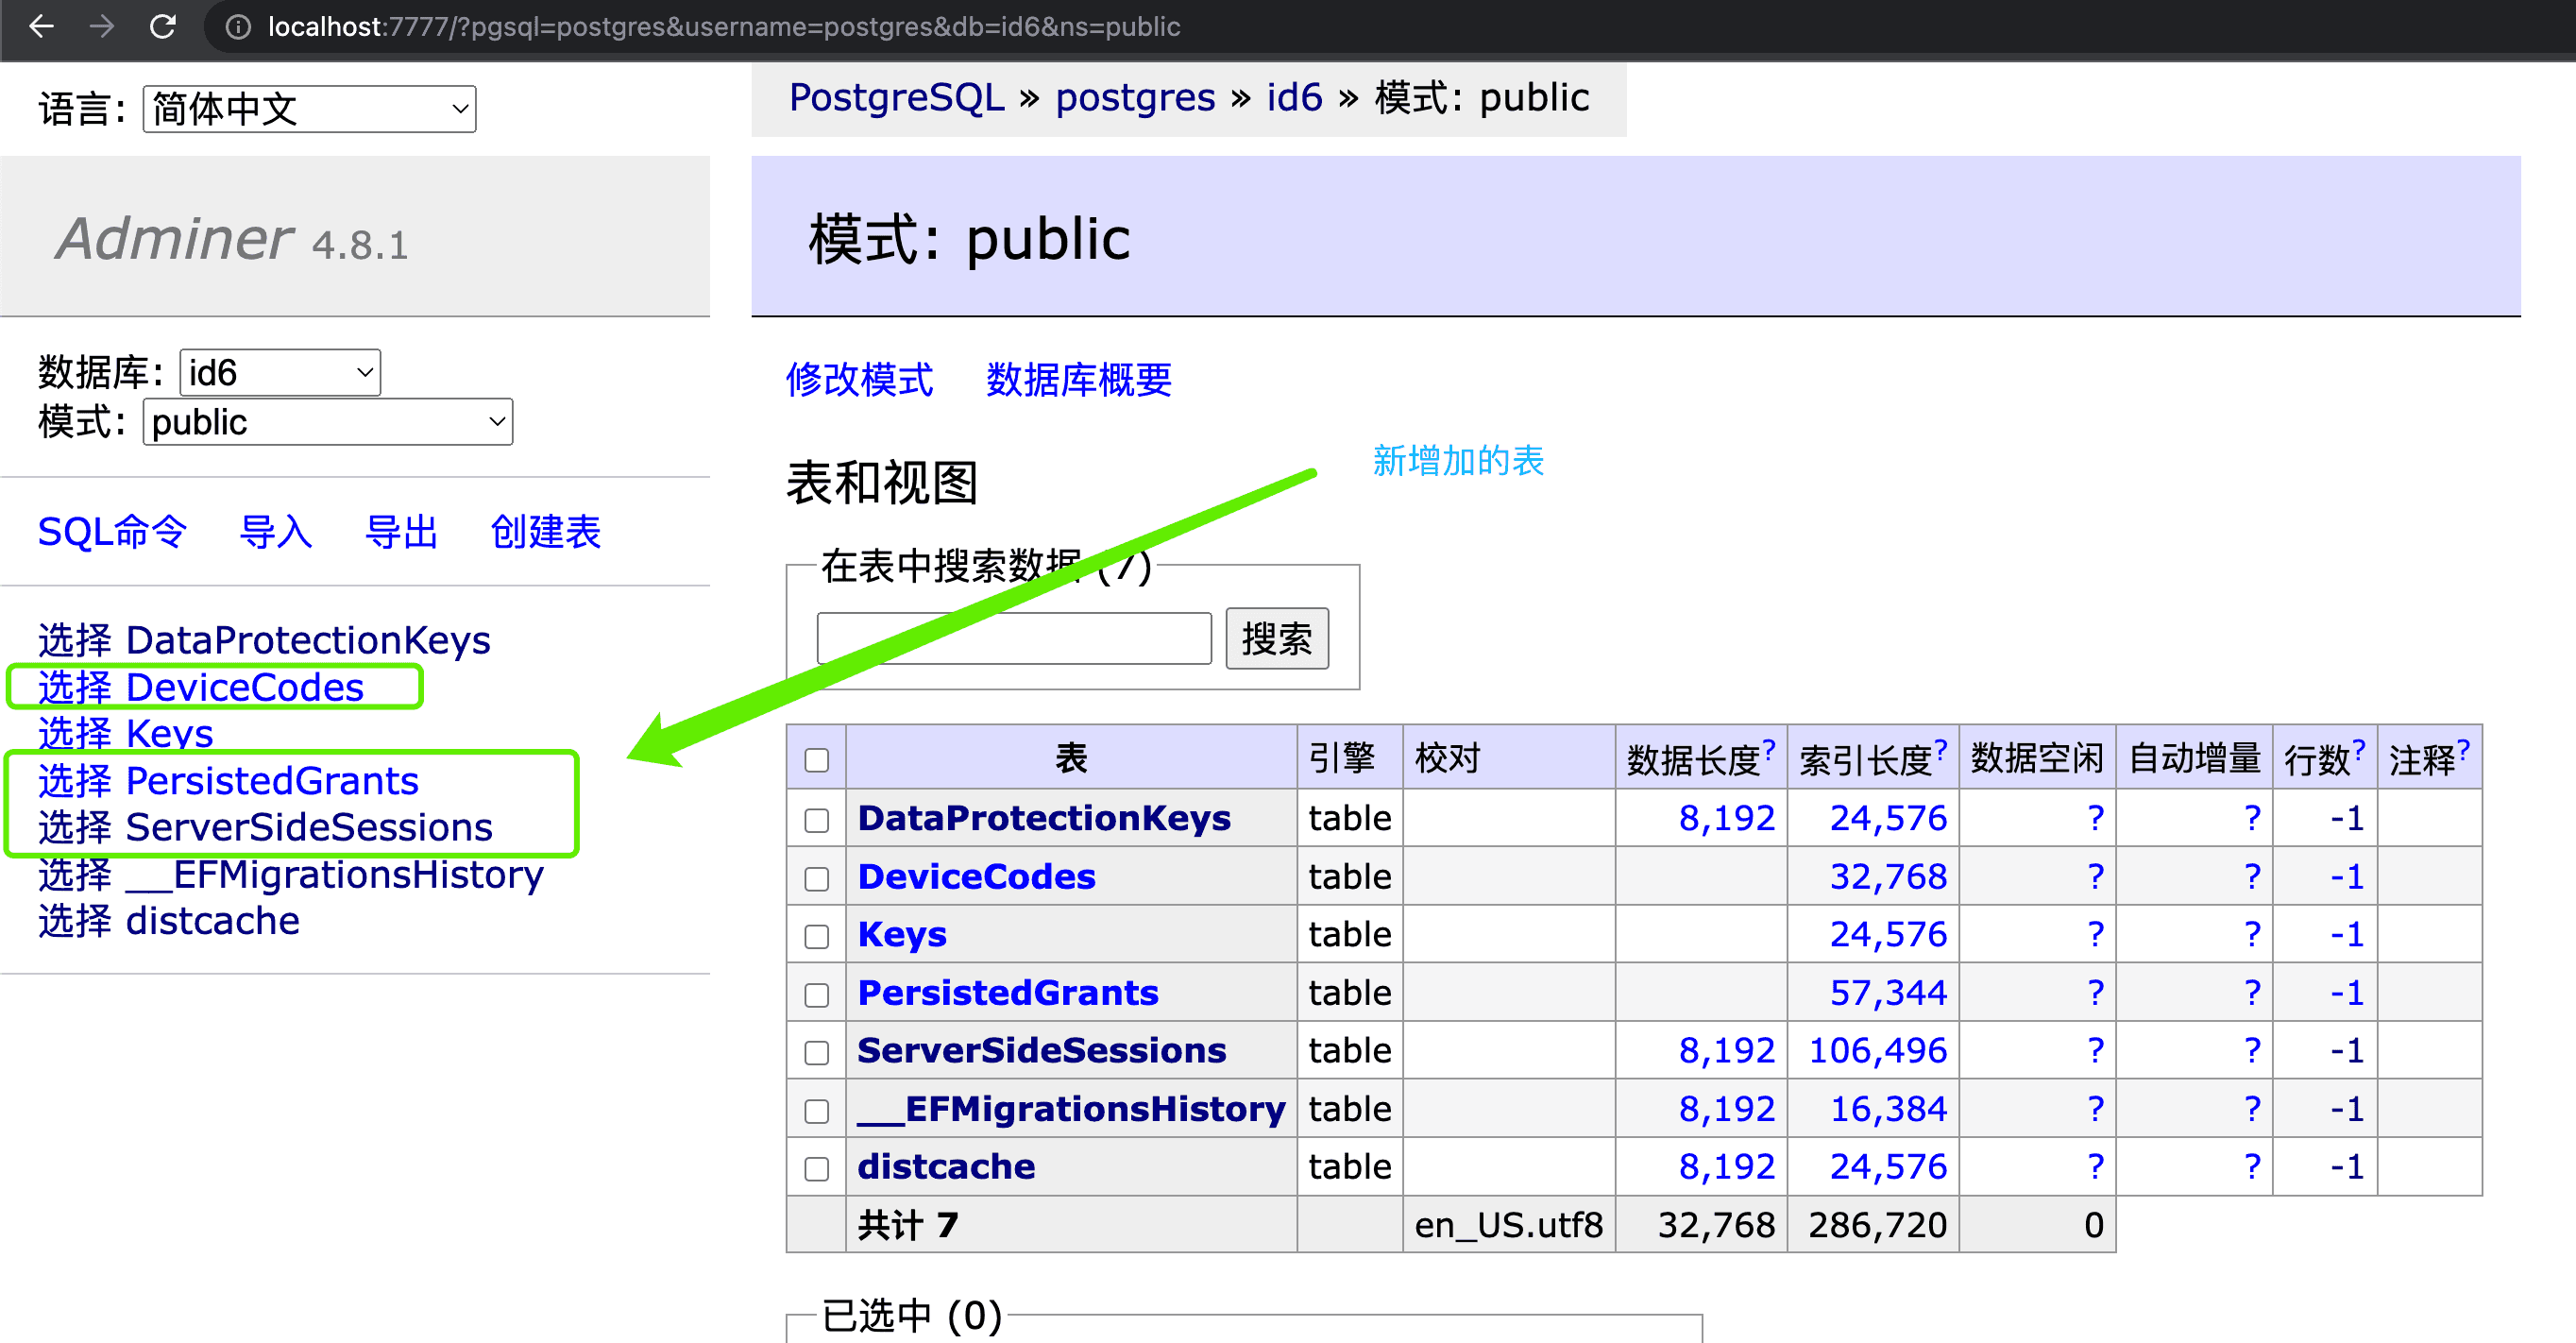 localhost:7777/?pgsql=postgres&username=postgres&db=id6&ns=public
语言: 简体中文
PostgreSQL » postgres » id6 » 模式: public
Adminer 4.8.1
模式: public
数据库: id6
模式: public
修改模式 数据库概要
新增加的表
表和视图
SQL命令 导入 导出 创建表
在表中搜索数据 (7)
搜索
选择 DataProtectionKeys
选择 DeviceCodes
选择 Keys
选择 PersistedGrants
选择 ServerSideSessions
选择 __EFMigrationsHistory
选择 distcache
表 引擎 校对 数据长度? 索引长度? 数据空闲 自动增量 行数? 注释?
DataProtectionKeys table 8,192 24,576 ? ? -1
DeviceCodes table 32,768 ? ? -1
Keys table 24,576 ? ? -1
PersistedGrants table 57,344 ? ? -1
ServerSideSessions table 8,192 106,496 ? ? -1
__EFMigrationsHistory table 8,192 16,384 ? ? -1
distcache table 8,192 24,576 ? ? -1
共计 7 en_US.utf8 32,768 286,720 0
已选中 (0)